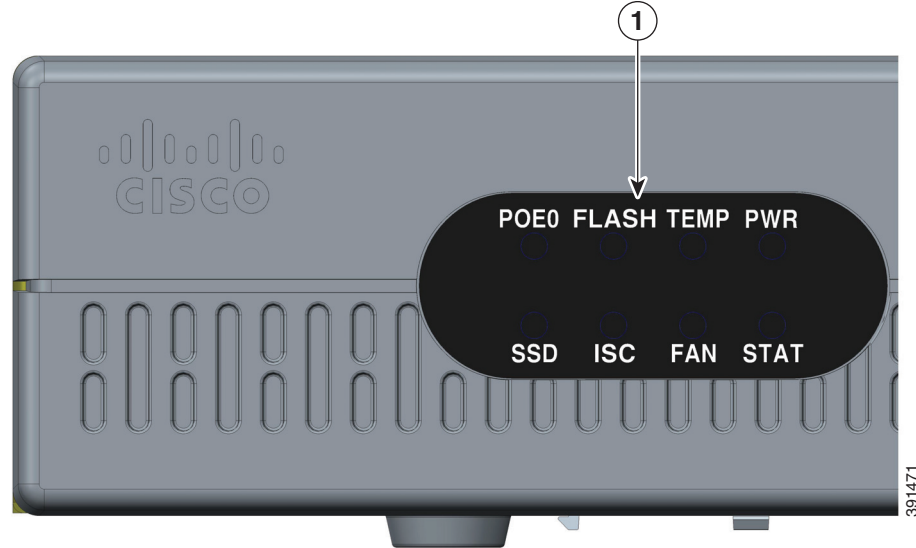 1
CISCO
POE0 FLASH TEMP PWR
SSD ISC FAN STAT
391471